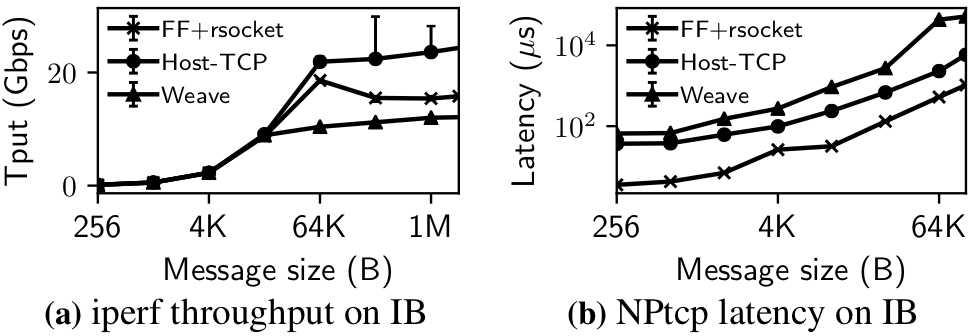 Tput (Gbps)
20
0
FF+rsocket
Host-TCP
Weave
256
4K
64K
1M
Message size (B)
(a) iperf throughput on IB
Latency (μs)
10^4
10^2
FF+rsocket
Host-TCP
Weave
256
4K
64K
Message size (B)
(b) NPtcp latency on IB